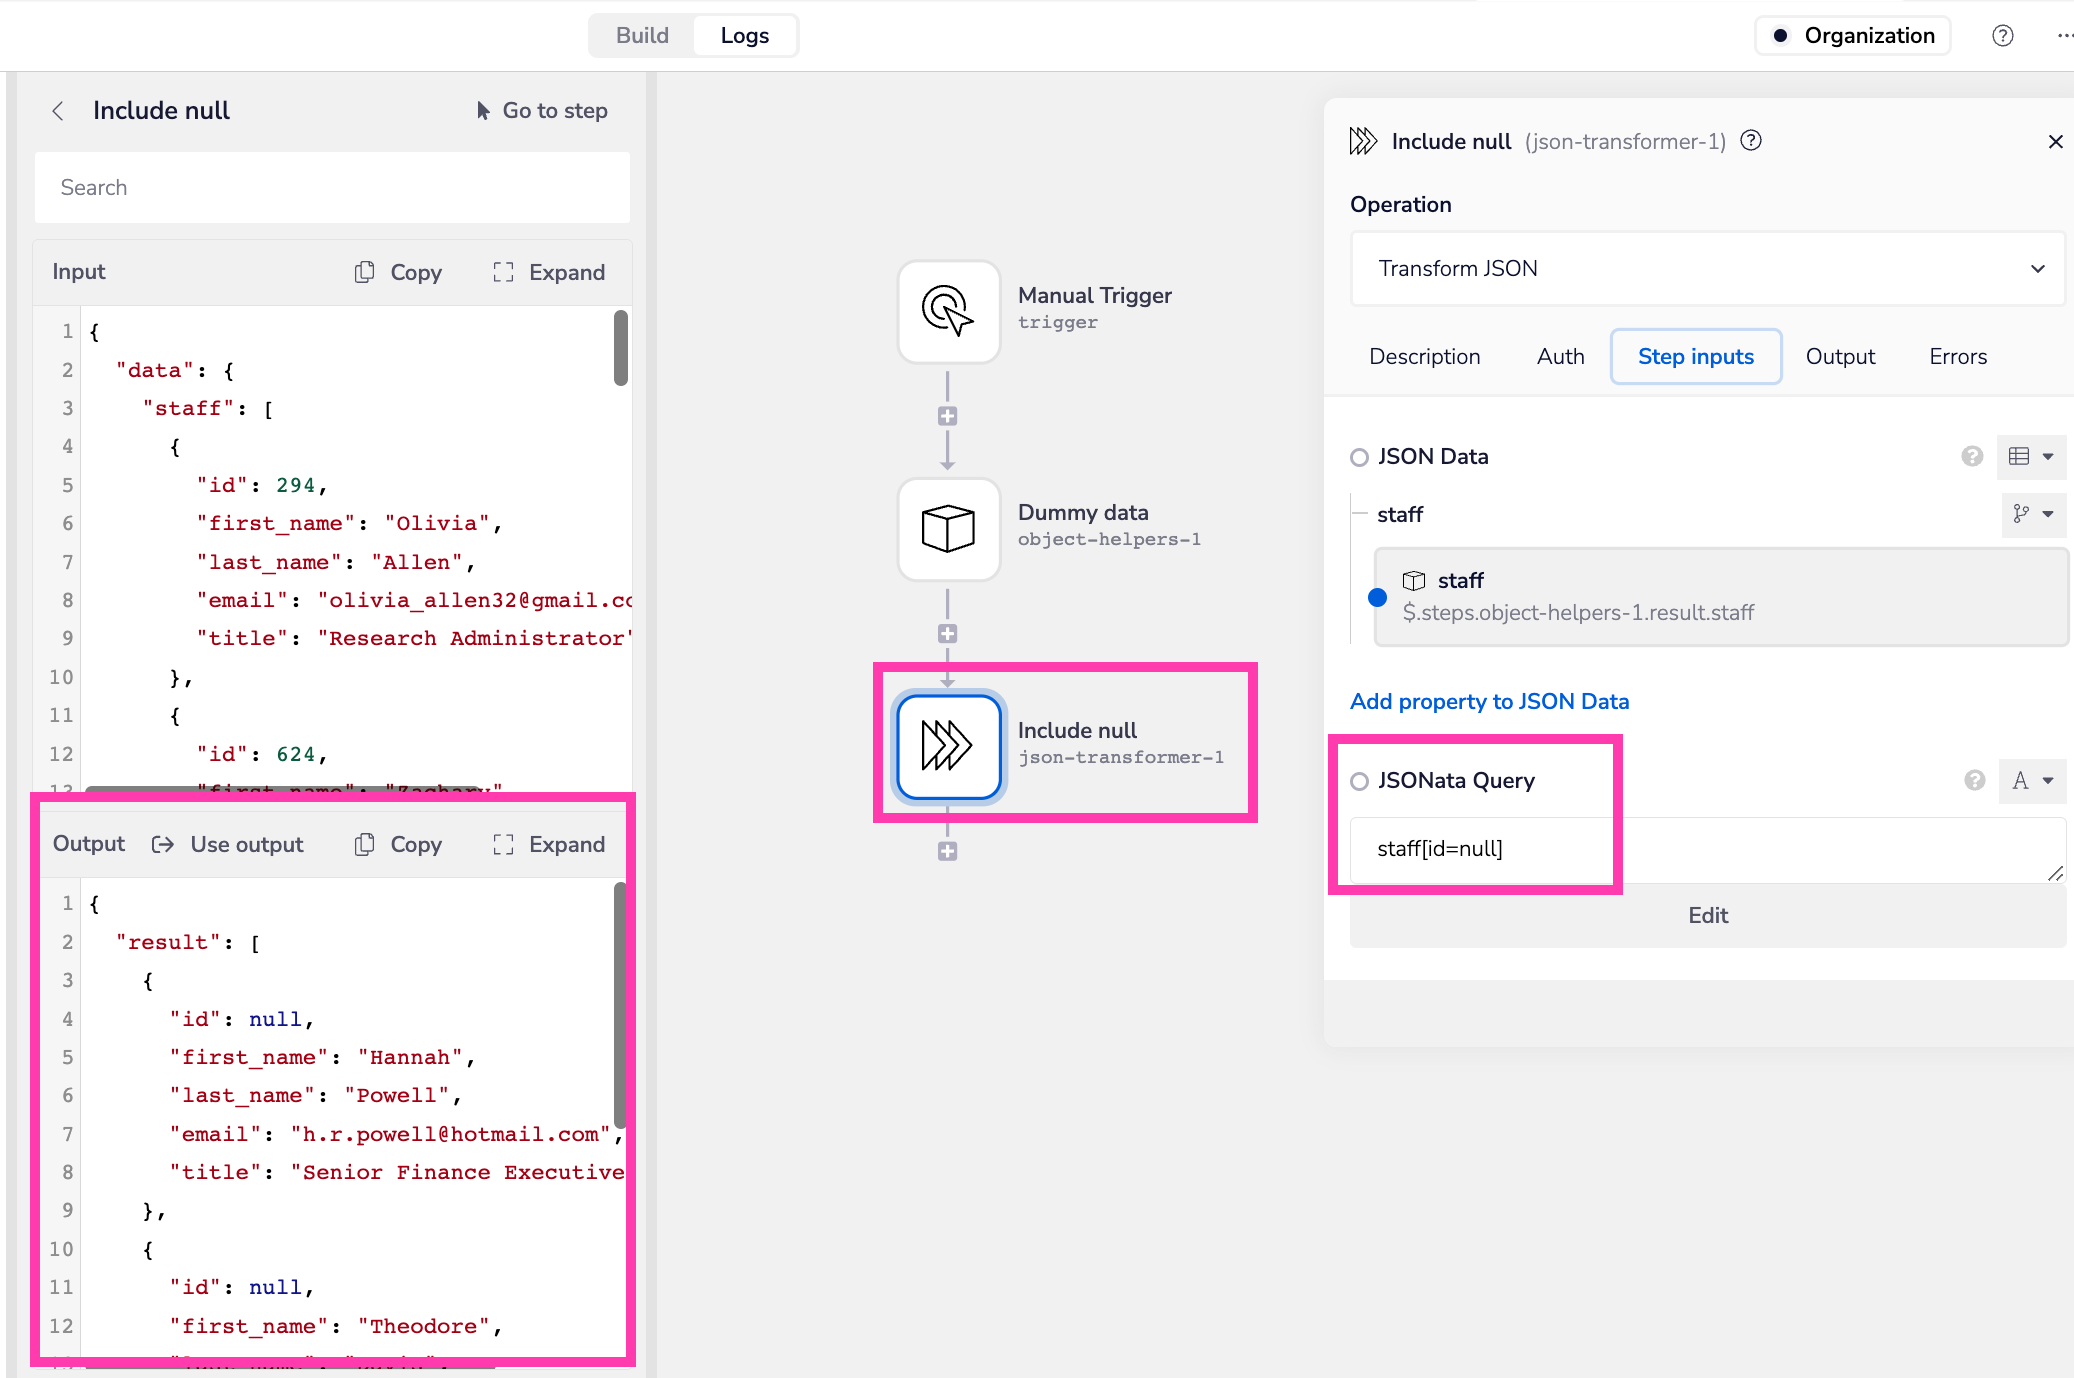 Build
Logs
Organization
Include null
Go to step
Search
Input
Copy
Expand
1 {
2 "data": {
3 "staff": [
4 {
5 "id": 294,
6 "first_name": "Olivia",
7 "last_name": "Allen",
8 "email": "olivia_allen32@gmail.co
9 "title": "Research Administrator"
10 },
11 {
12 "id": 624,
13 "first_name": "Zachary"
Output
Use output
Copy
Expand
1 {
2 "result": [
3 {
4 "id": null,
5 "first_name": "Hannah",
6 "last_name": "Powell",
7 "email": "h.r.powell@hotmail.com",
8 "title": "Senior Finance Executive
9 },
10 {
11 "id": null,
12 "first_name": "Theodore",
Manual Trigger
trigger
Dummy data
object-helpers-1
Include null
json-transformer-1
Include null (json-transformer-1)
Operation
Transform JSON
Description
Auth
Step inputs
Output
Errors
JSON Data
staff
staff
$.steps.object-helpers-1.result.staff
Add property to JSON Data
JSONata Query
A
staff[id=null]
Edit